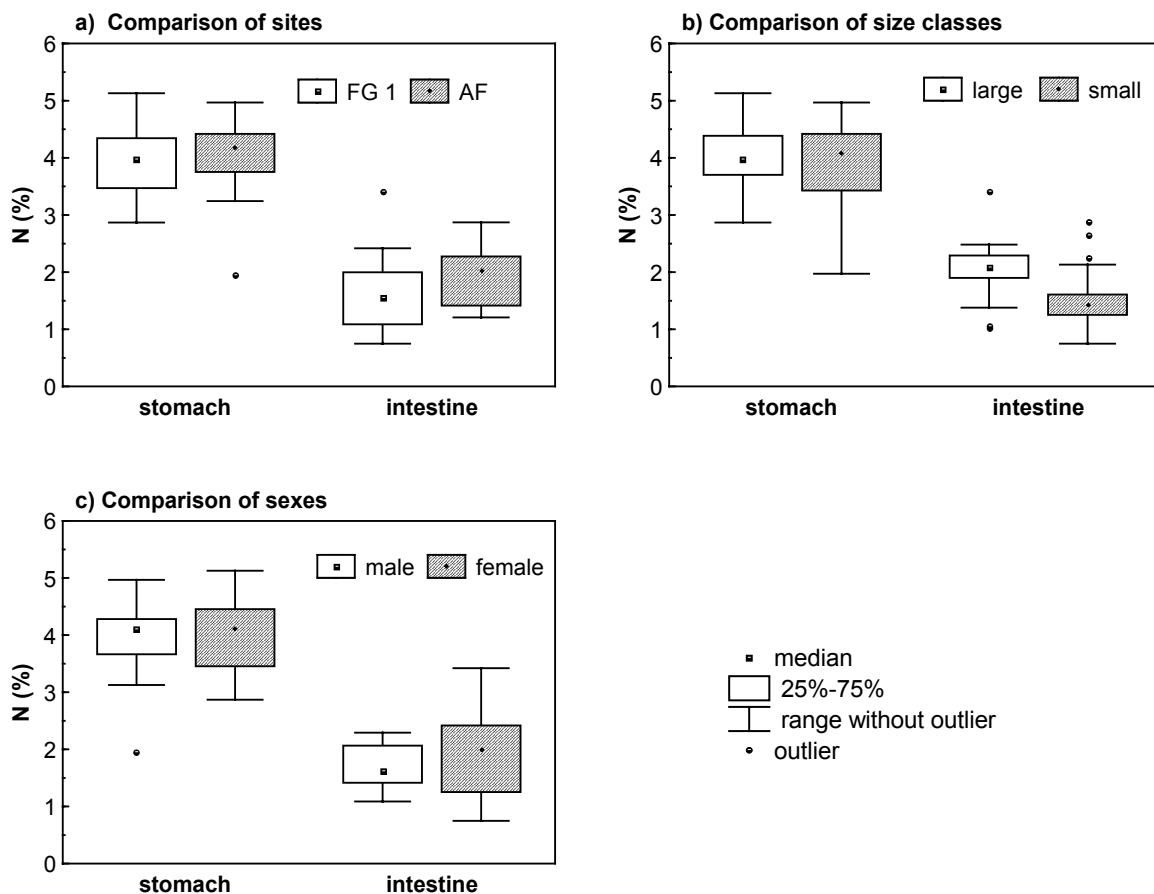 a) Comparison of sites
6
5
4
3
2
1
0
N (%)
FG 1 AF
stomach intestine
b) Comparison of size classes
6
5
4
3
2
1
0
N (%)
large small
stomach intestine
c) Comparison of sexes
6
5
4
3
2
1
0
N (%)
male female
stomach intestine
median
25%-75%
range without outlier
outlier